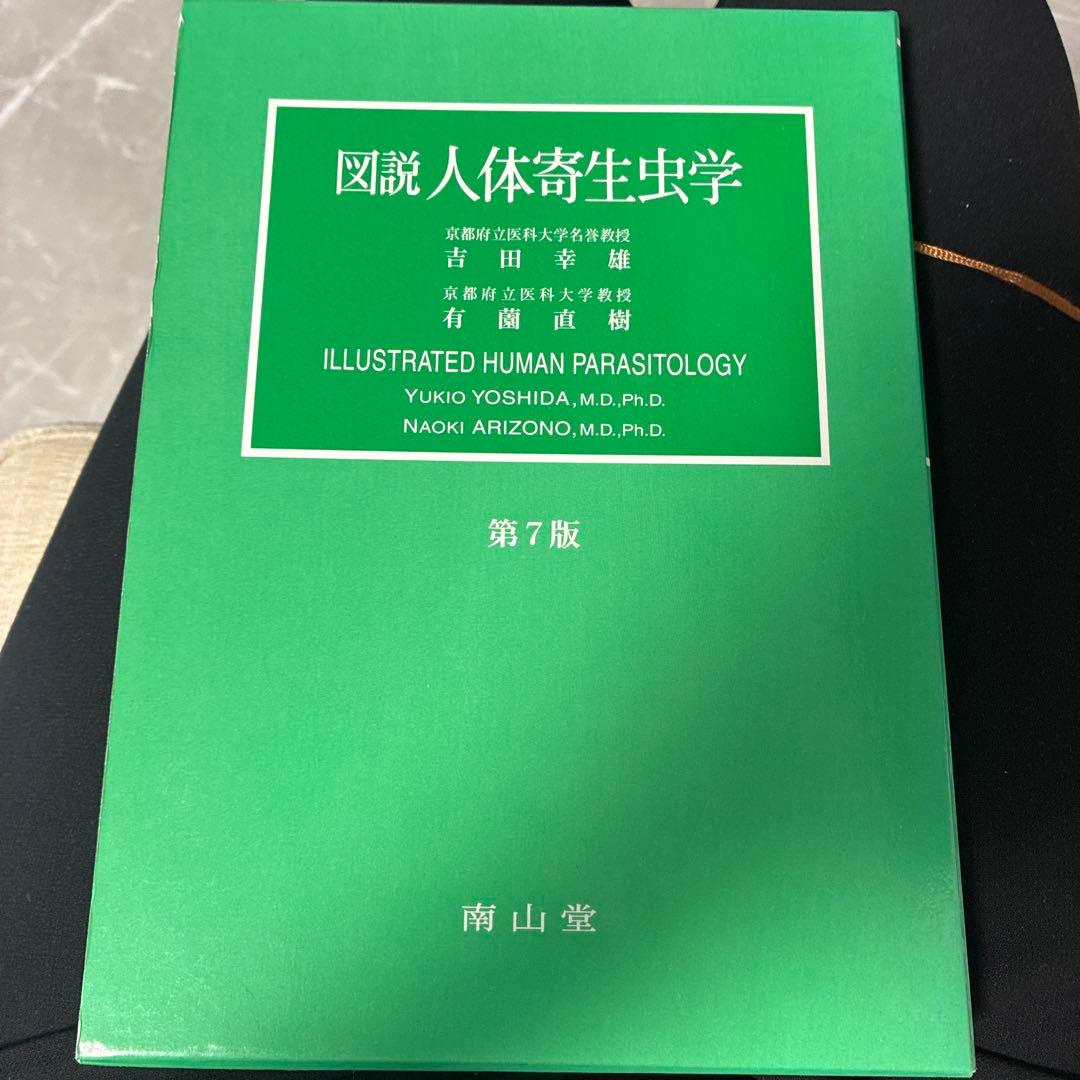 図説 人体寄生虫学
京都府立医科大学名誉教授
吉田幸雄
京都府立医科大学教授
有薗直樹
ILLUSTRATED HUMAN PARASITOLOGY
YUKIO YOSHIDA, M.D.,Ph.D.
NAOKI ARIZONO, M.D.,Ph.D.
第7版
南山堂